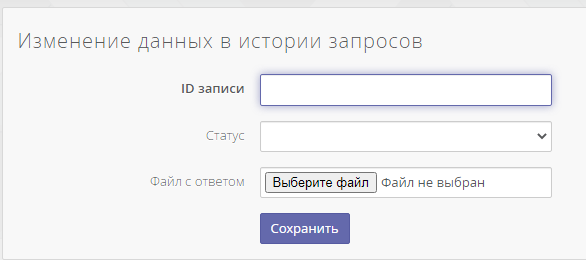 Изменение данных в истории запросов
ID записи
Статус
Файл с ответом Выберите файл Файл не выбран
Сохранить